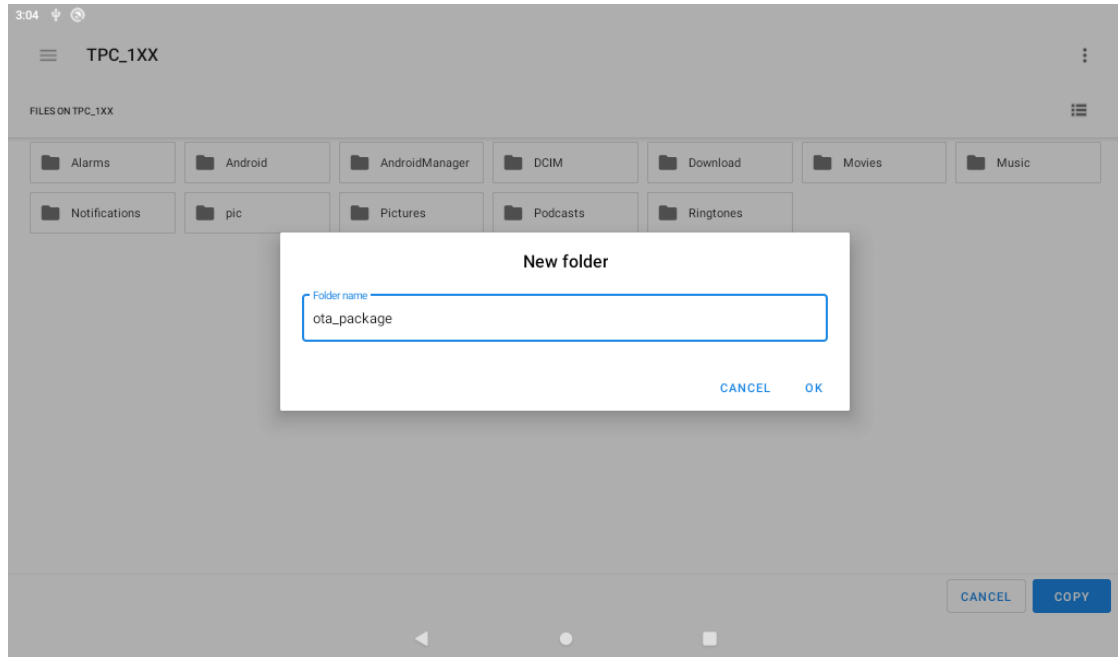 3:04
TPC_1XX
FILES ON TPC_1XX
Alarms Android AndroidManager DCIM Download Movies Music
Notifications pic Pictures Podcasts Ringtones
New folder
Folder name
ota_package
CANCEL OK
CANCEL COPY